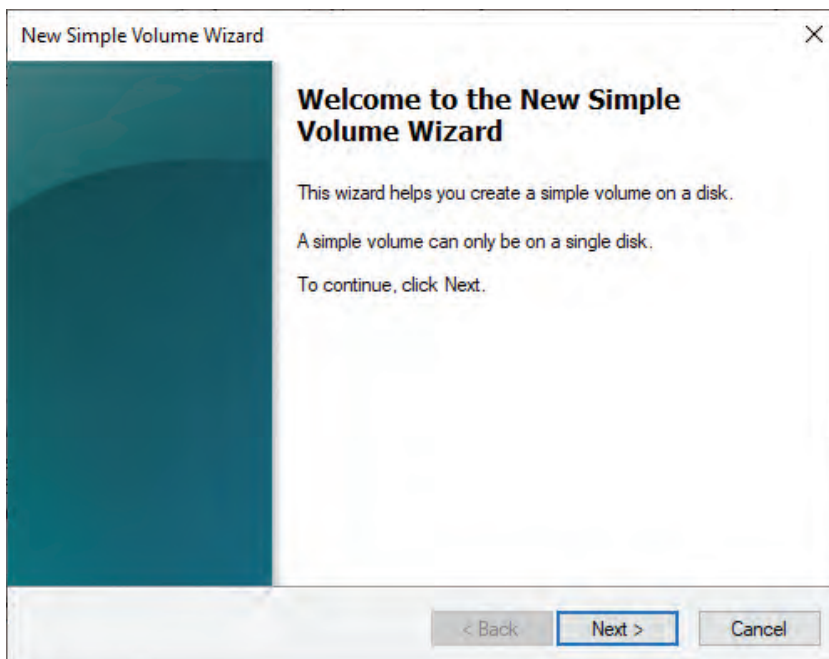 New Simple Volume Wizard
Welcome to the New Simple
Volume Wizard
This wizard helps you create a simple volume on a disk.
A simple volume can only be on a single disk.
To continue, click Next.
< Back
Next >
Cancel